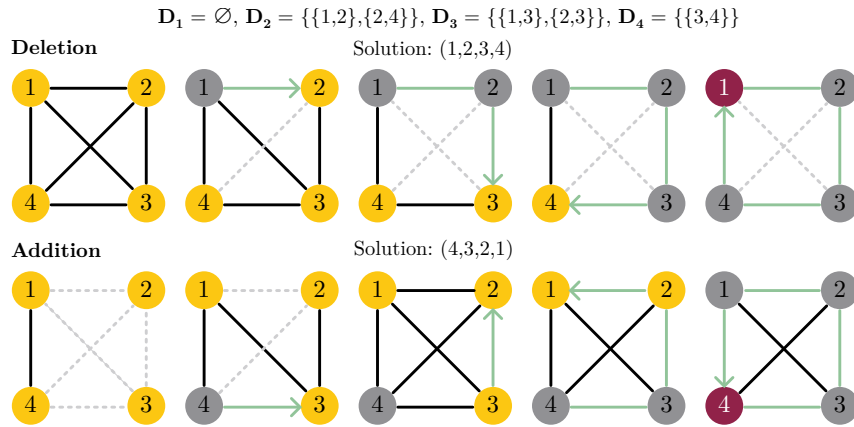 D₁ = ∅, D₂ = {{1,2},{2,4}}, D₃ = {{1,3},{2,3}}, D₄ = {{3,4}}
Deletion Solution: (1,2,3,4)
1 2 1 2 1 2 1 2 1 2
4 3 4 3 4 3 4 3 4 3
Addition Solution: (4,3,2,1)
1 2 1 2 1 2 1 2 1 2
4 3 4 3 4 3 4 3 4 3